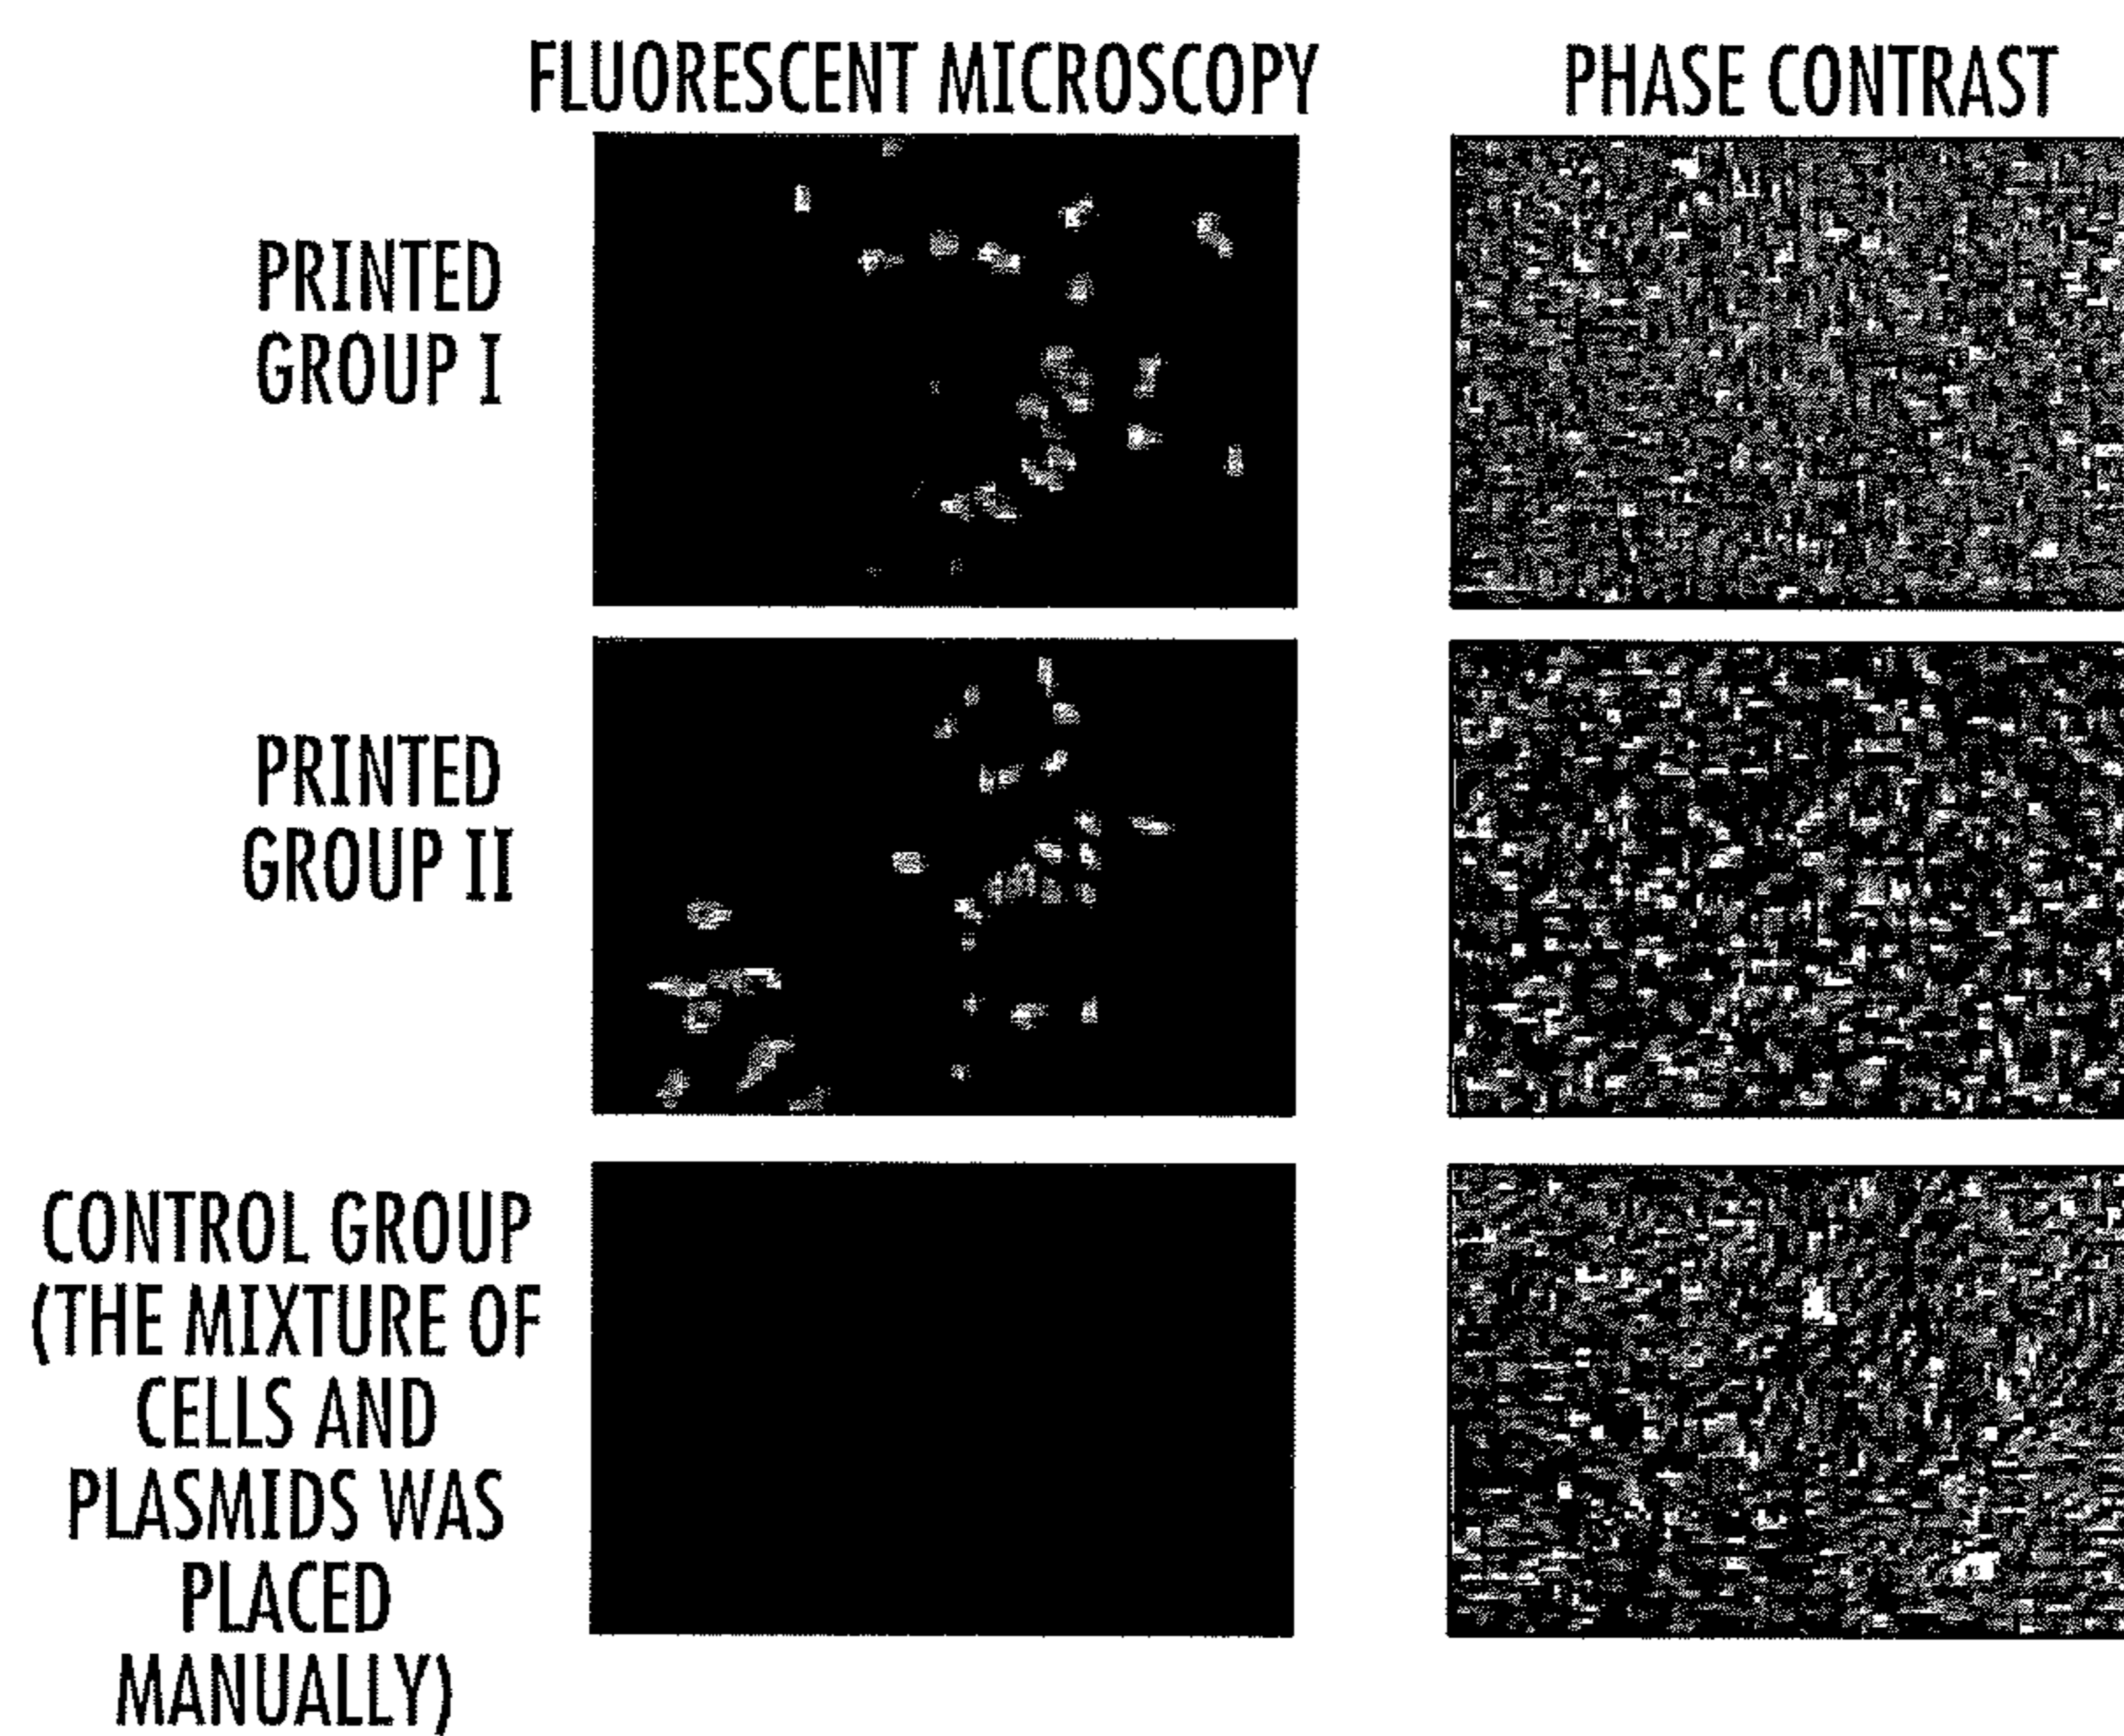 FLUORESCENT MICROSCOPY
PHASE CONTRAST
PRINTED
GROUP I
PRINTED
GROUP II
CONTROL GROUP
(THE MIXTURE OF
CELLS AND
PLASMIDS WAS
PLACED
MANUALLY)